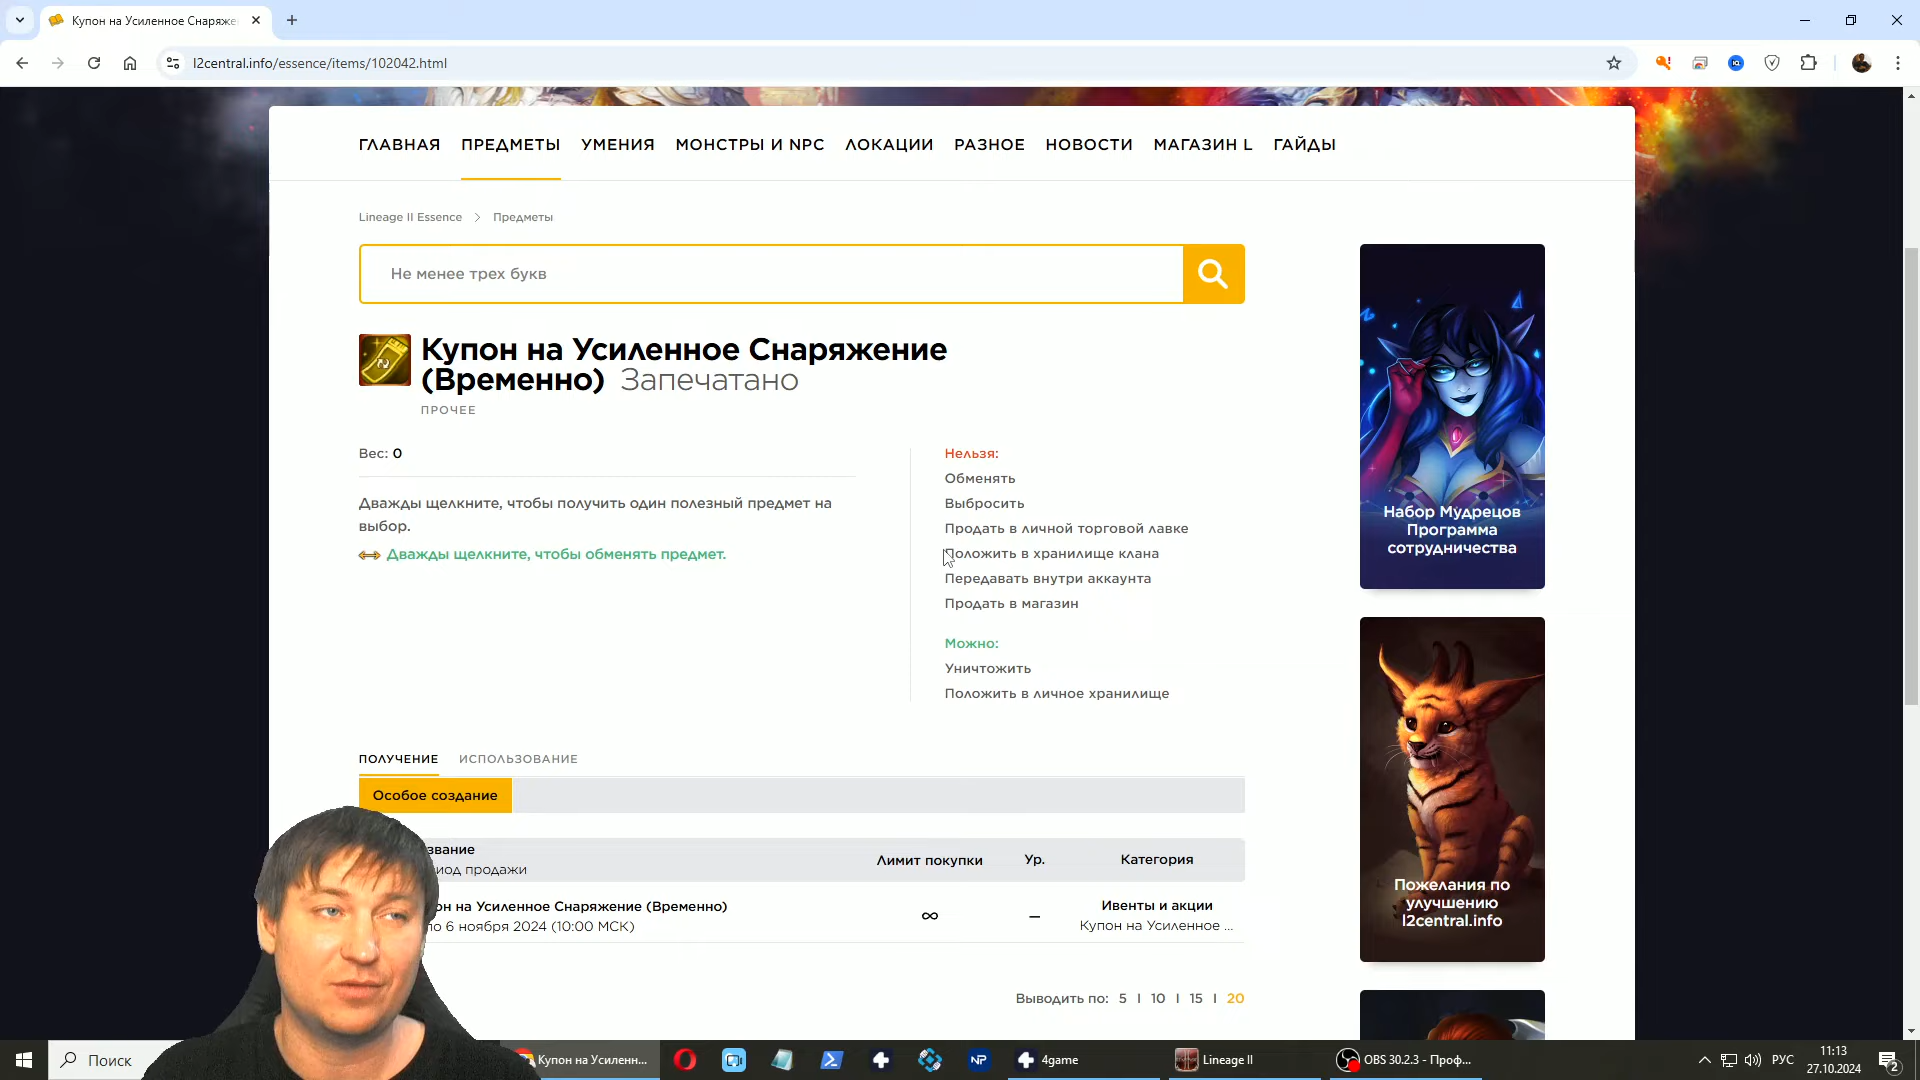 Купон на Усиленное Снаряже
l2central.info/essence/items/102042.html
ГЛАВНАЯ ПРЕДМЕТЫ УМЕНИЯ МОНСТРЫ И NPC ЛОКАЦИИ РАЗНОЕ НОВОСТИ МАГАЗИН L ГАЙДЫ
Lineage II Essence > Предметы
Не менее трех букв
Купон на Усиленное Снаряжение
(Временно) Запечатано
ПРОЧЕЕ
Вес: 0
Дважды щелкните, чтобы получить один полезный предмет на
выбор.
Дважды щелкните, чтобы обменять предмет.
Нельзя:
Обменять
Выбросить
Продать в личной торговой лавке
Положить в хранилище клана
Передавать внутри аккаунта
Продать в магазин
Можно:
Уничтожить
Положить в личное хранилище
Набор Мудрецов
Программа
сотрудничества
Пожелания по
улучшению
l2central.info
ПОЛУЧЕНИЕ ИСПОЛЬЗОВАНИЕ
Особое создание
звание
иод продажи
Лимит покупки Ур. Категория
он на Усиленное Снаряжение (Временно)
по 6 ноября 2024 (10:00 МСК)
∞ — Ивенты и акции
Купон на Усиленное ...
Выводить по: 5 | 10 | 15 | 20
Поиск
Купон на Усиленн...
NP
4game
Lineage II
OBS 30.2.3 - Проф...
РУС
11:13
27.10.2024
2